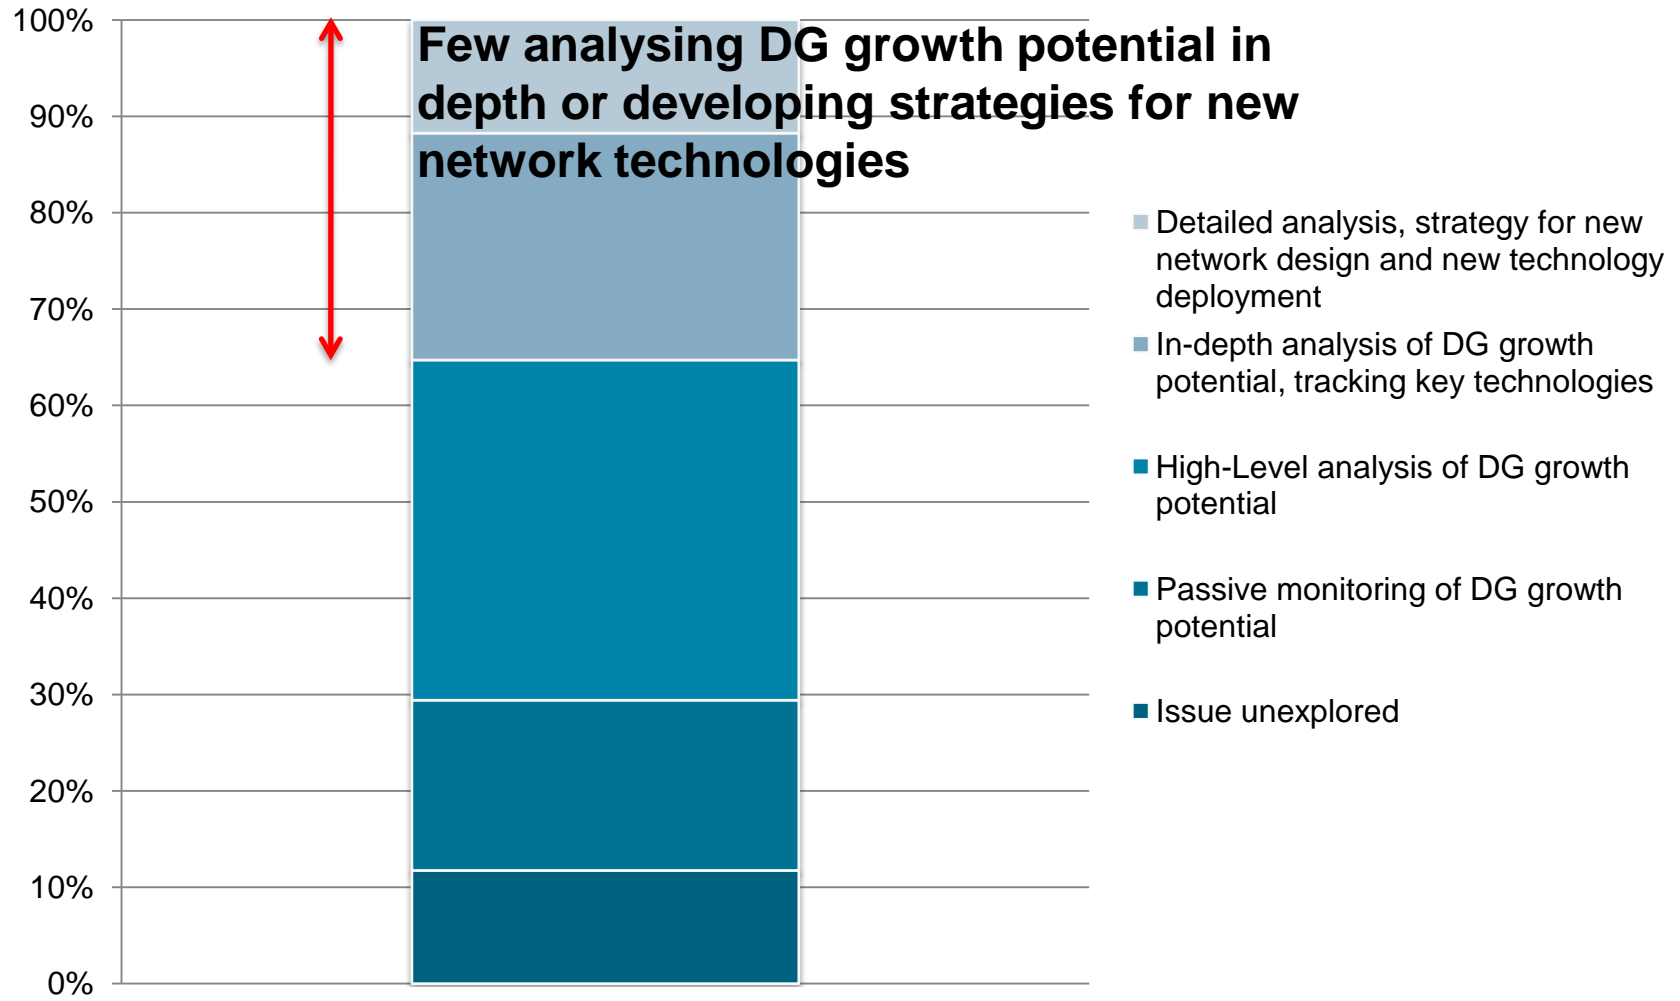 Few analysing DG growth potential in
depth or developing strategies for new
network technologies
100%
90%
80%
70%
60%
50%
40%
30%
20%
10%
0%
Detailed analysis, strategy for new
network design and new technology
deployment
In-depth analysis of DG growth
potential, tracking key technologies
High-Level analysis of DG growth
potential
Passive monitoring of DG growth
potential
Issue unexplored